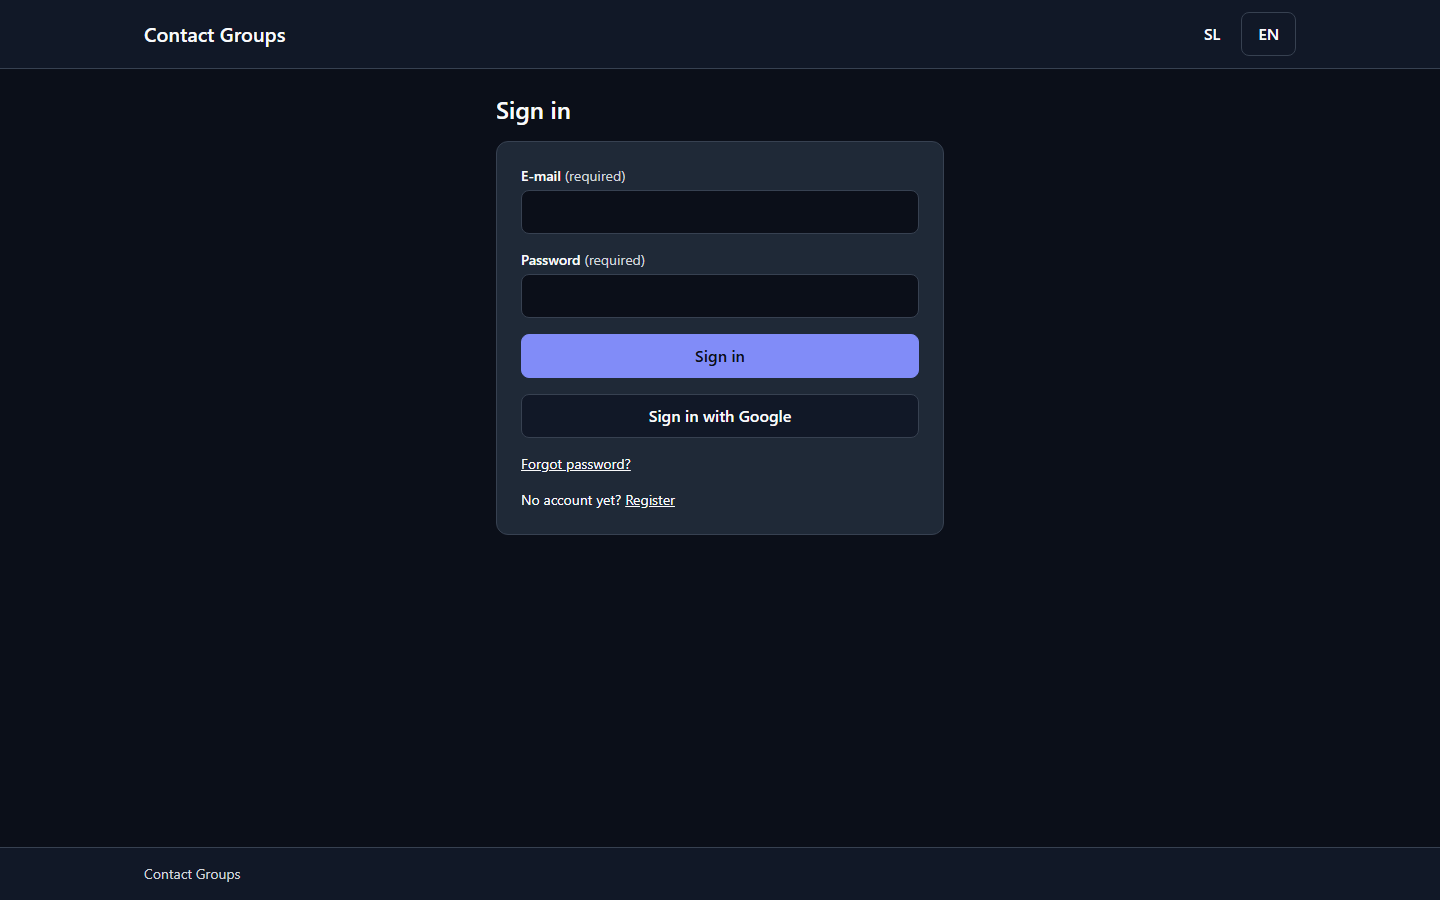 Contact Groups
SL
EN
Sign in
E-mail (required)
Password (required)
Sign in
Sign in with Google
Forgot password?
No account yet? Register
Contact Groups